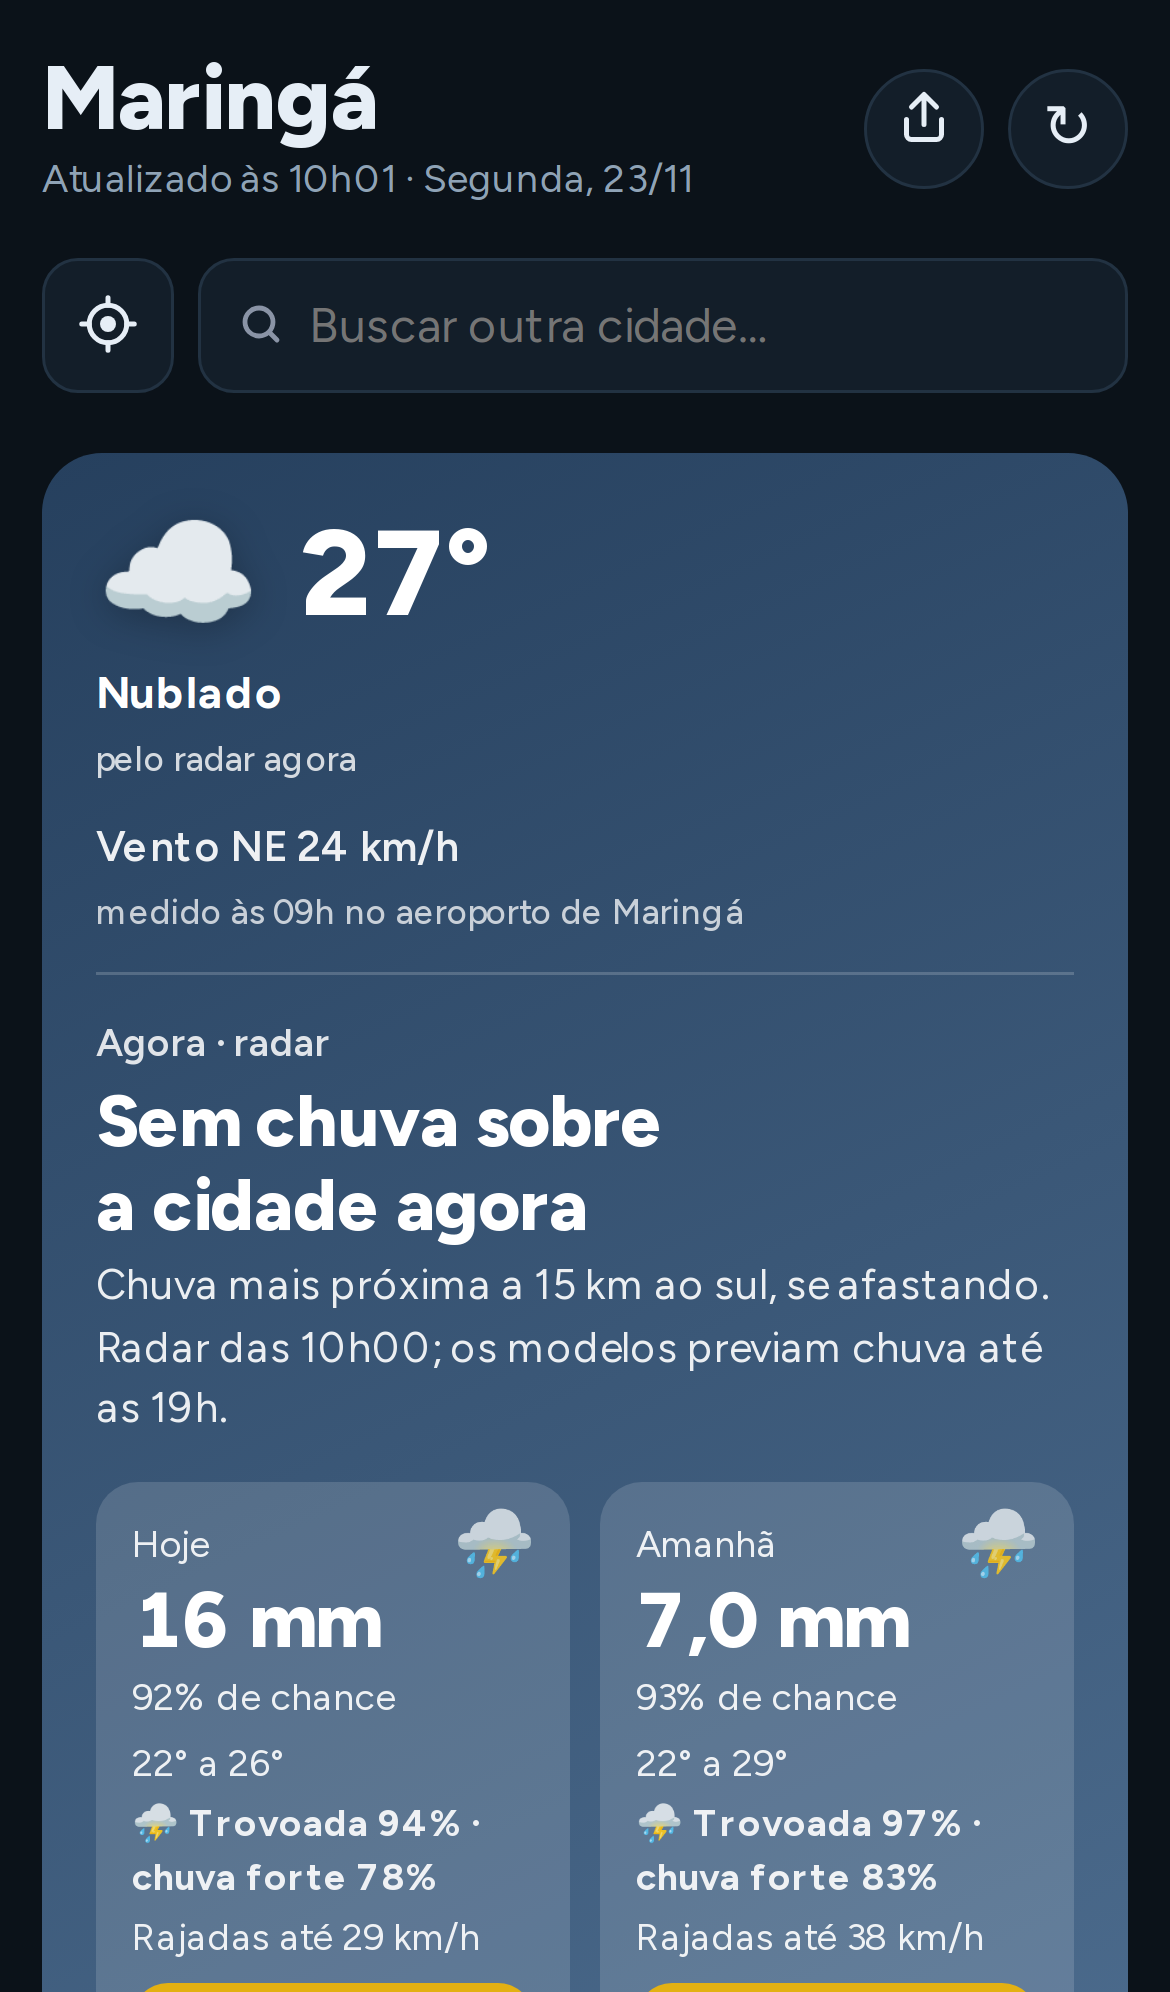 Maringá
Atualizado às 10h01 · Segunda, 23/11
Buscar outra cidade...
27°
Nublado
pelo radar agora
Vento NE 24 km/h
medido às 09h no aeroporto de Maringá
Agora · radar
Sem chuva sobre
a cidade agora
Chuva mais próxima a 15 km ao sul, se afastando.
Radar das 10h00; os modelos previam chuva até
as 19h.
Hoje
16 mm
92% de chance
22° a 26°
Trovoada 94% ·
chuva forte 78%
Rajadas até 29 km/h
Amanhã
7,0 mm
93% de chance
22° a 29°
Trovoada 97% ·
chuva forte 83%
Rajadas até 38 km/h